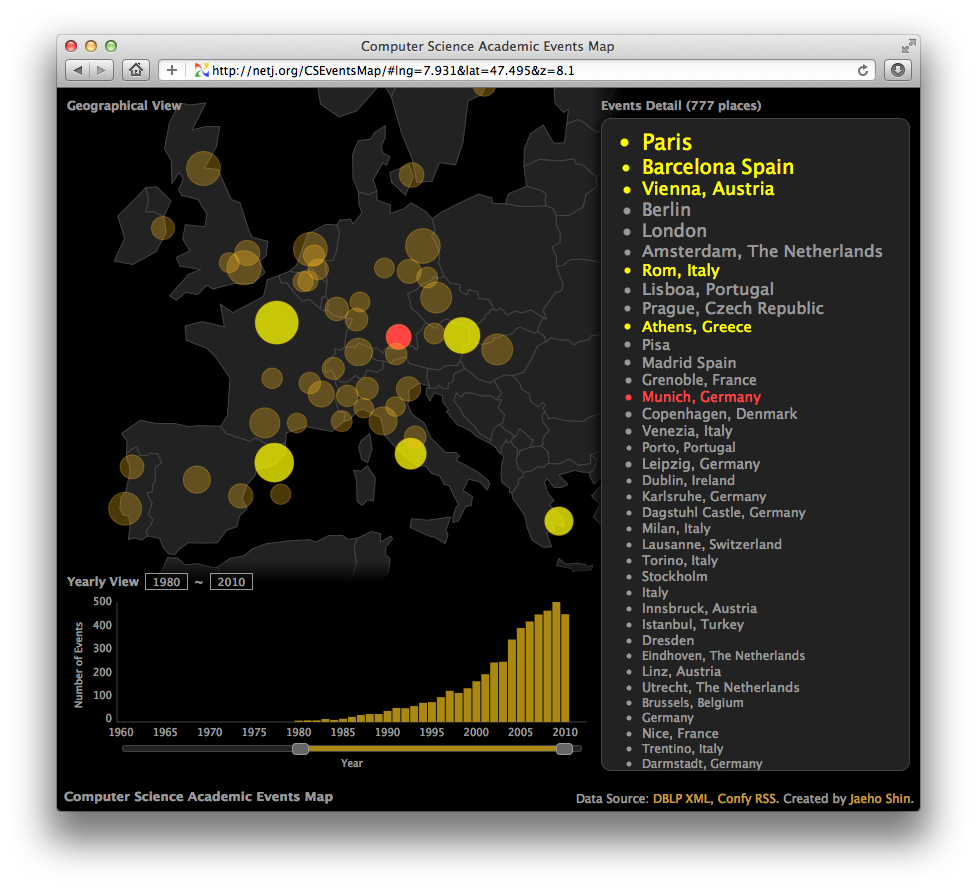 Computer Science Academic Events Map
http://netj.org/CSEventsMap/#lng=7.931&lat=47.495&z=8.1
Geographical View
Events Detail (777 places)
Paris
Barcelona Spain
Vienna, Austria
Berlin
London
Amsterdam, The Netherlands
Rom, Italy
Lisboa, Portugal
Prague, Czech Republic
Athens, Greece
Pisa
Madrid Spain
Grenoble, France
Munich, Germany
Copenhagen, Denmark
Venezia, Italy
Porto, Portugal
Leipzig, Germany
Dublin, Ireland
Karlsruhe, Germany
Dagstuhl Castle, Germany
Milan, Italy
Lausanne, Switzerland
Torino, Italy
Stockholm
Italy
Innsbruck, Austria
Istanbul, Turkey
Dresden
Eindhoven, The Netherlands
Linz, Austria
Utrecht, The Netherlands
Brussels, Belgium
Germany
Nice, France
Trentino, Italy
Darmstadt, Germany
Yearly View 1980 ~ 2010
Number of Events
500
400
300
200
100
0
1960 1965 1970 1975 1980 1985 1990 1995 2000 2005 2010
Year
Computer Science Academic Events Map
Data Source: DBLP XML, Confy RSS. Created by Jaeho Shin.